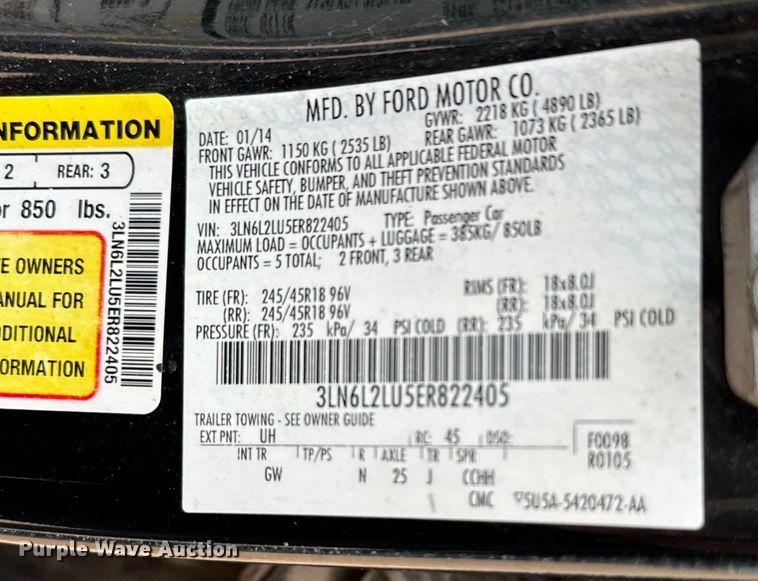 NFORMATION
2 REAR: 3
or 850 lbs.
E OWNERS
ANUAL FOR
DDITIONAL
FORMATION
3LN6L2LU5ER822405
MFD. BY FORD MOTOR CO.
DATE: 01/14 GVWR: 2218 KG ( 4890 LB)
FRONT GAWR: 1150 KG ( 2535 LB) REAR GAWR: 1073 KG ( 2365 LB)
THIS VEHICLE CONFORMS TO ALL APPLICABLE FEDERAL MOTOR
VEHICLE SAFETY, BUMPER, AND THEFT PREVENTION STANDARDS
IN EFFECT ON THE DATE OF MANUFACTURE SHOWN ABOVE.
VIN: 3LN6L2LU5ER822405 TYPE: Passenger Car
MAXIMUM LOAD = OCCUPANTS + LUGGAGE = 385KG/ 850LB
OCCUPANTS = 5 TOTAL; 2 FRONT, 3 REAR
TIRE (FR): 245/45R18 96V RIMS (FR): 18x8.0J
(RR): 245/45R18 96V (RR): 18x8.0J
PRESSURE (FR): 235 kPa/ 34 PSI COLD (RR): 235 kPa/ 34 PSI COLD
3LN6L2LU5ER822405
TRAILER TOWING - SEE OWNER GUIDE
EXT PNT: UH RC: 45 DSO: F0098
INT TR TP/PS R AXLE TR SPR R0105
GW N 25 J CCHH
CMC 5U5A-5420472-AA
Purple Wave Auction